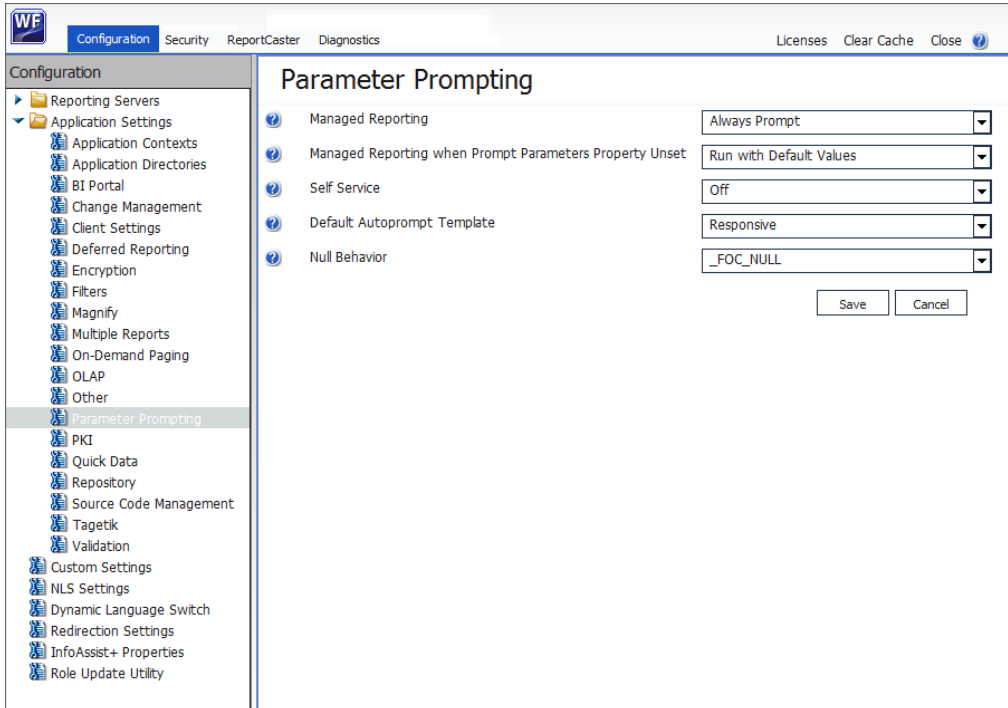 WF
Configuration Security ReportCaster Diagnostics Licenses Clear Cache Close ?
Configuration
Reporting Servers
Application Settings
Application Contexts
Application Directories
BI Portal
Change Management
Client Settings
Deferred Reporting
Encryption
Filters
Magnify
Multiple Reports
On-Demand Paging
OLAP
Other
Parameter Prompting
PKI
Quick Data
Repository
Source Code Management
Tagetik
Validation
Custom Settings
NLS Settings
Dynamic Language Switch
Redirection Settings
InfoAssist+ Properties
Role Update Utility
Parameter Prompting
? Managed Reporting Always Prompt
? Managed Reporting when Prompt Parameters Property Unset Run with Default Values
? Self Service Off
? Default Autoprompt Template Responsive
? Null Behavior _FOC_NULL
Save Cancel